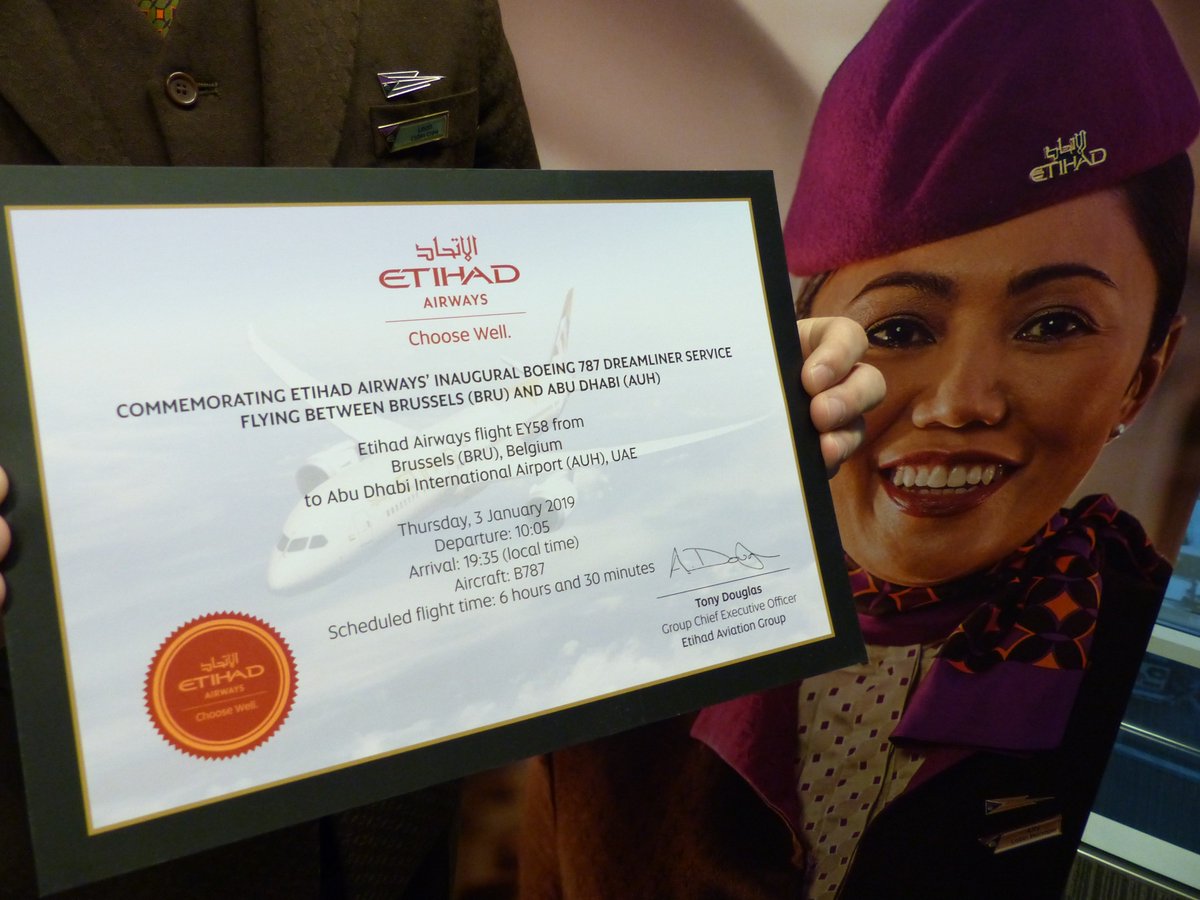 الإتحاد
ETIHAD
AIRWAYS
Choose Well.
COMMEMORATING ETIHAD AIRWAYS' INAUGURAL BOEING 787 DREAMLINER SERVICE
FLYING BETWEEN BRUSSELS (BRU) AND ABU DHABI (AUH)
Etihad Airways flight EY58 from
Brussels (BRU), Belgium
to Abu Dhabi International Airport (AUH), UAE
Thursday, 3 January 2019
Departure: 10:05
Arrival: 19:35 (local time)
Aircraft: B787
Scheduled flight time: 6 hours and 30 minutes
Tony Douglas
Group Chief Executive Officer
Etihad Aviation Group
الإتحاد
ETIHAD
AIRWAYS
Choose Well.
الإتحاد
ETIHAD